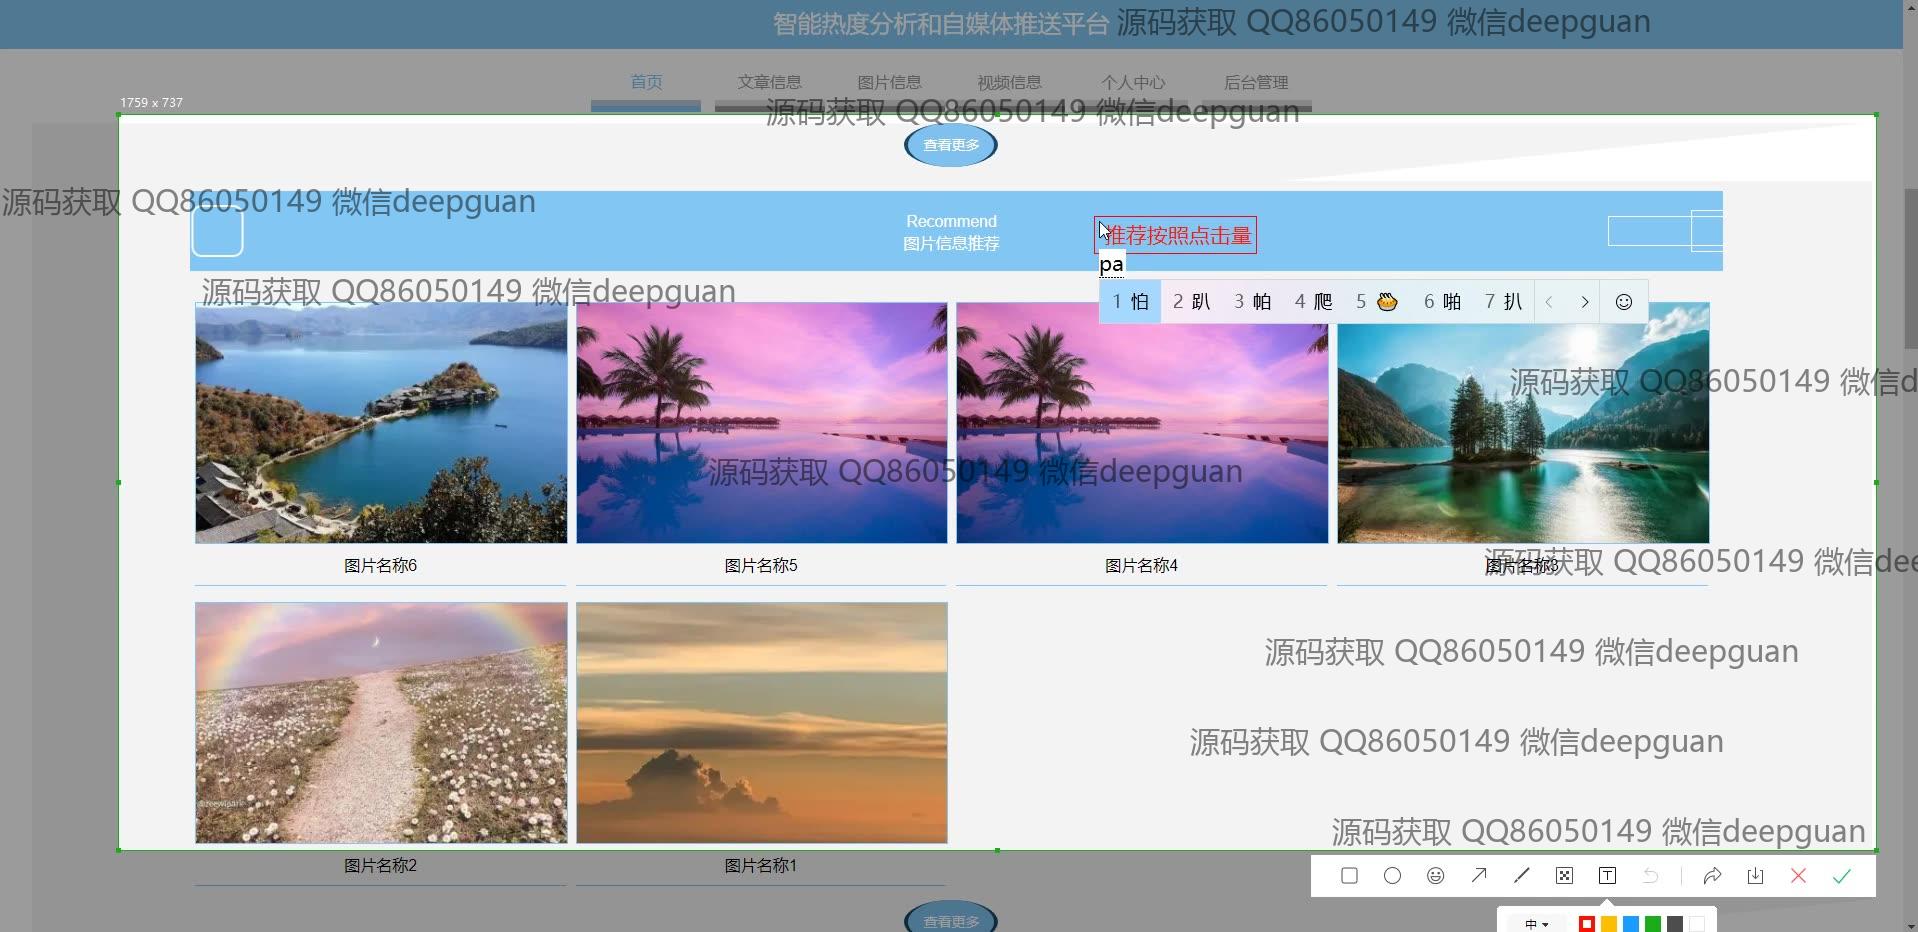 智能热度分析和自媒体推送平台 源码获取 QQ86050149 微信deepguan
首页 文章信息 图片信息 视频信息 个人中心 后台管理
1759 x 737
源码获取 QQ86050149 微信deepguan
查看更多
源码获取 QQ86050149 微信deepguan
Recommend
图片信息推荐
推荐按照点击量
pa
源码获取 QQ86050149 微信deepguan
1 怕 2 趴 3 帕 4 爬 5 6 啪 7 扒
源码获取 QQ86050149 微信d
源码获取 QQ86050149 微信deepguan
图片名称6 图片名称5 图片名称4 图片名称3
源码获取 QQ86050149 微信dee
源码获取 QQ86050149 微信deepguan
源码获取 QQ86050149 微信deepguan
@zeewipark
源码获取 QQ86050149 微信deepguan
图片名称2 图片名称1
T
查看更多
中